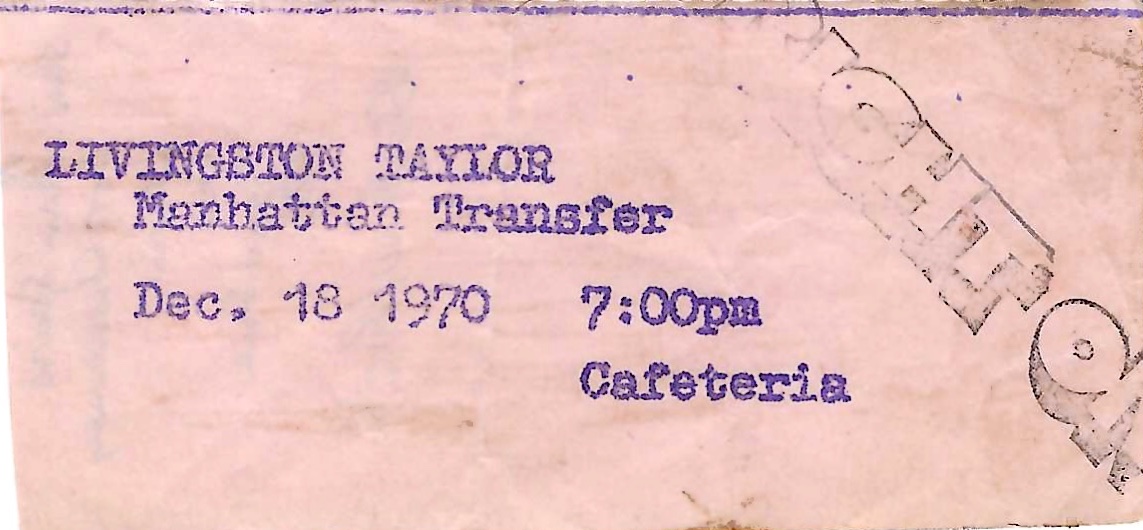 LIVINGSTON TAYLOR
Manhattan Transfer
Dec. 18 1970 7:00pm
Cafeteria